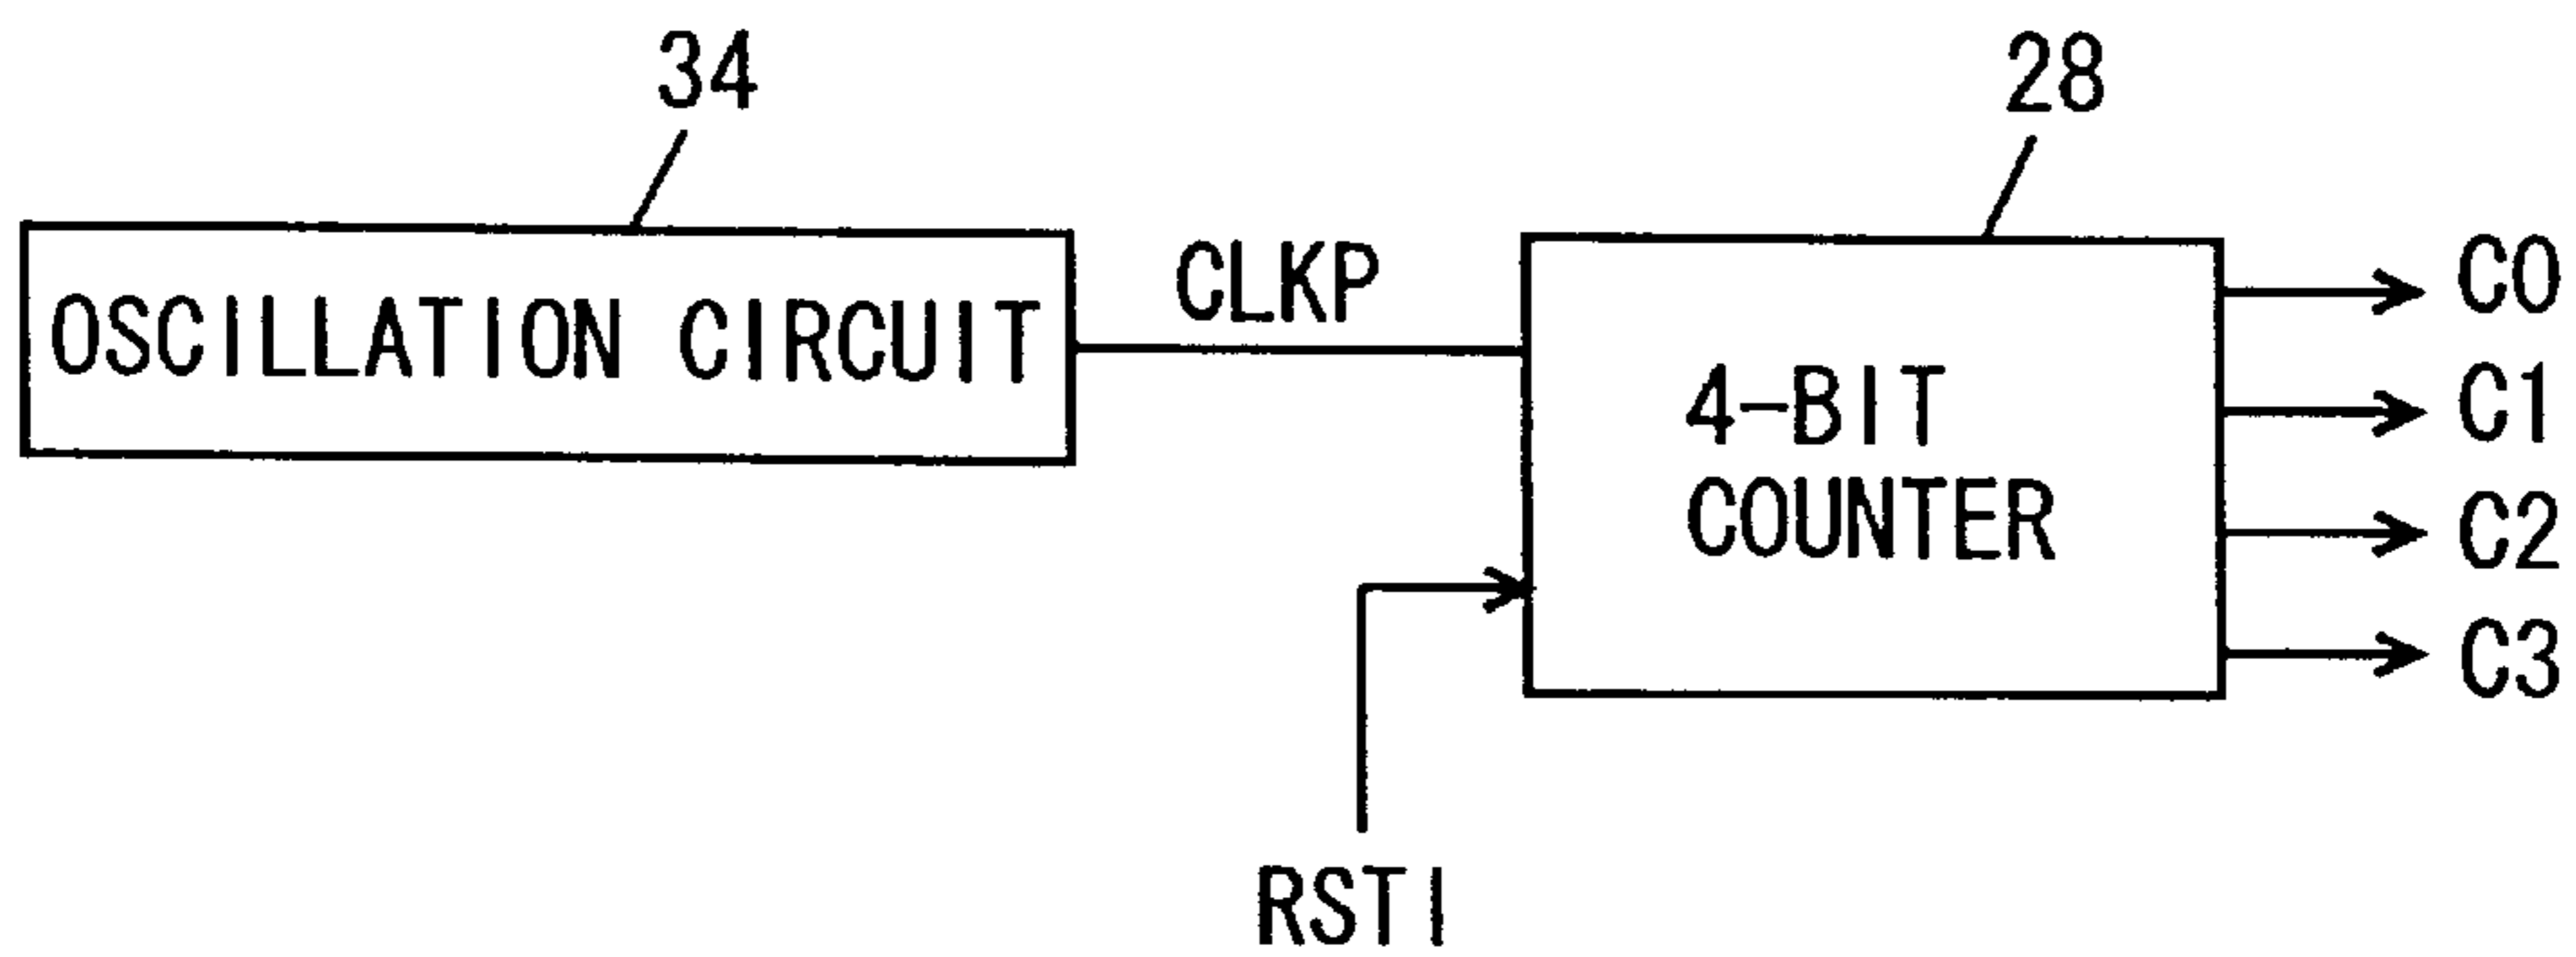 34
28
OSCILLATION CIRCUIT
CLKP
4-BIT
COUNTER
C0
C1
C2
C3
RSTI